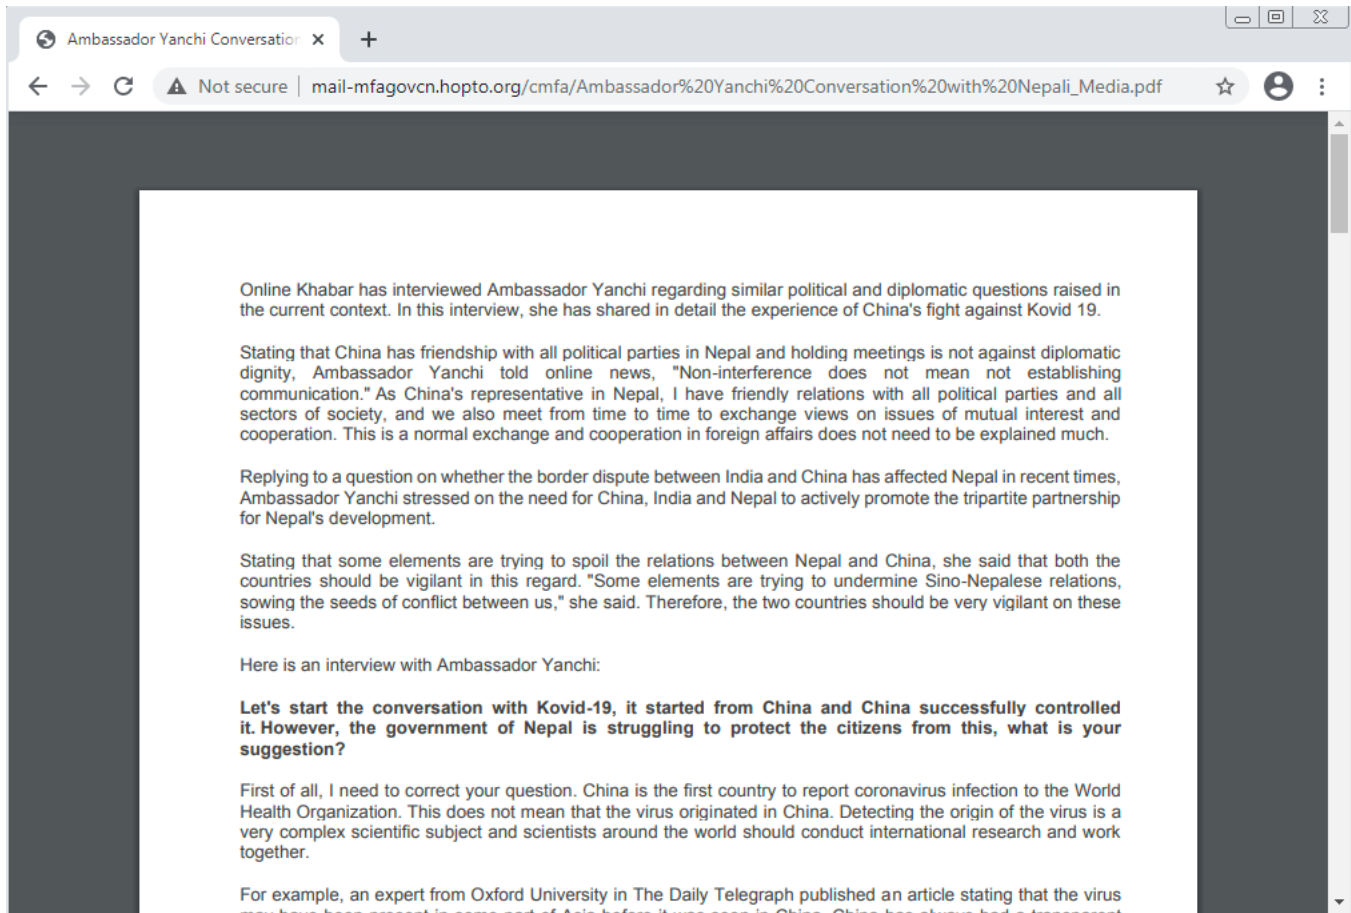 Ambassador Yanchi Conversation
Not secure | mail-mfagovcn.hopto.org/cmfa/Ambassador%20Yanchi%20Conversation%20with%20Nepali_Media.pdf
Online Khabar has interviewed Ambassador Yanchi regarding similar political and diplomatic questions raised in
the current context. In this interview, she has shared in detail the experience of China's fight against Kovid 19.
Stating that China has friendship with all political parties in Nepal and holding meetings is not against diplomatic
dignity, Ambassador Yanchi told online news, "Non-interference does not mean not establishing
communication." As China's representative in Nepal, I have friendly relations with all political parties and all
sectors of society, and we also meet from time to time to exchange views on issues of mutual interest and
cooperation. This is a normal exchange and cooperation in foreign affairs does not need to be explained much.
Replying to a question on whether the border dispute between India and China has affected Nepal in recent times,
Ambassador Yanchi stressed on the need for China, India and Nepal to actively promote the tripartite partnership
for Nepal's development.
Stating that some elements are trying to spoil the relations between Nepal and China, she said that both the
countries should be vigilant in this regard. "Some elements are trying to undermine Sino-Nepalese relations,
sowing the seeds of conflict between us," she said. Therefore, the two countries should be very vigilant on these
issues.
Here is an interview with Ambassador Yanchi:
Let's start the conversation with Kovid-19, it started from China and China successfully controlled
it. However, the government of Nepal is struggling to protect the citizens from this, what is your
suggestion?
First of all, I need to correct your question. China is the first country to report coronavirus infection to the World
Health Organization. This does not mean that the virus originated in China. Detecting the origin of the virus is a
very complex scientific subject and scientists around the world should conduct international research and work
together.
For example, an expert from Oxford University in The Daily Telegraph published an article stating that the virus